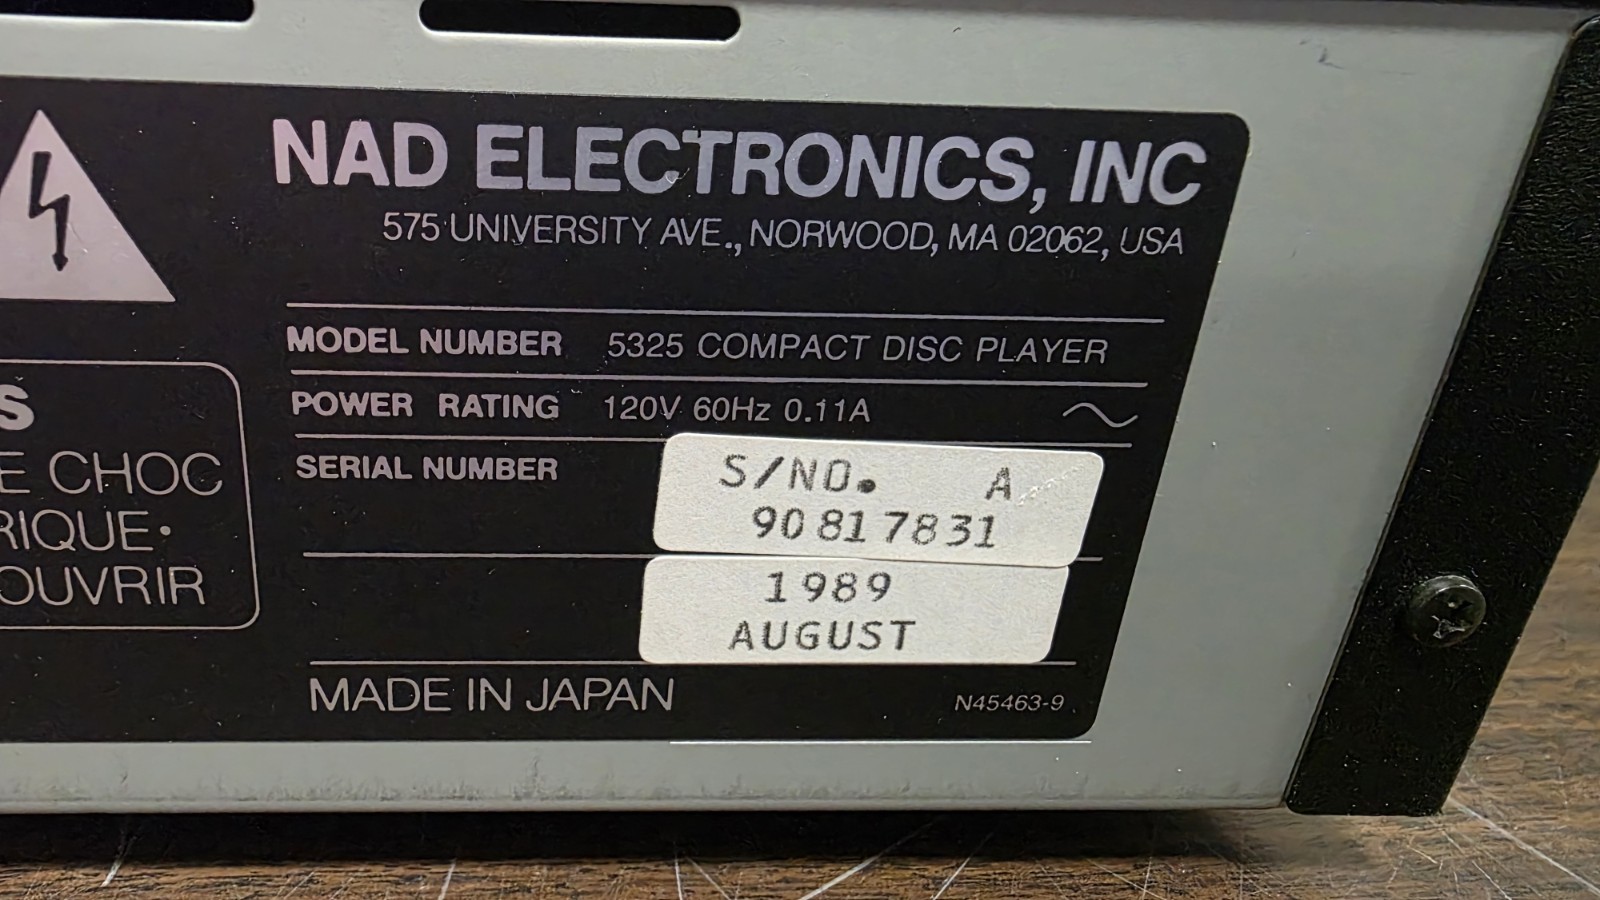 NAD ELECTRONICS, INC
575 UNIVERSITY AVE., NORWOOD, MA 02062, USA
MODEL NUMBER 5325 COMPACT DISC PLAYER
POWER RATING 120V 60Hz 0.11A
SERIAL NUMBER
S/NO. A
90817831
1989
AUGUST
MADE IN JAPAN
N45463-9
S
E CHOC
RIQUE·
OUVRIR